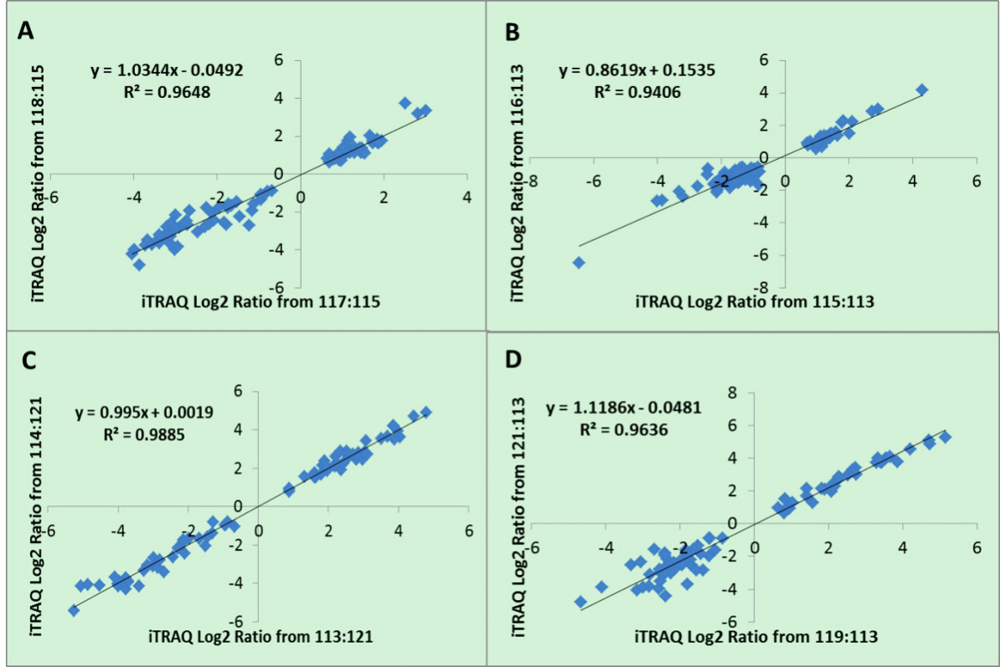 A
iTRAQ Log2 Ratio from 118:115
y = 1.0344x - 0.0492
R² = 0.9648
6
4
2
0
-2
-4
-6
-6 -4 -2 0 2 4
iTRAQ Log2 Ratio from 117:115
B
iTRAQ Log2 Ratio from 116:113
y = 0.8619x + 0.1535
R² = 0.9406
6
4
2
0
-2
-4
-6
-8
-8 -6 -4 -2 0 2 4 6
iTRAQ Log2 Ratio from 115:113
C
iTRAQ Log2 Ratio from 114:121
y = 0.995x + 0.0019
R² = 0.9885
6
4
2
0
-2
-4
-6
-6 -4 -2 0 2 4 6
iTRAQ Log2 Ratio from 113:121
D
iTRAQ Log2 Ratio from 121:113
y = 1.1186x - 0.0481
R² = 0.9636
8
6
4
2
0
-2
-4
-6
-6 -4 -2 0 2 4 6
iTRAQ Log2 Ratio from 119:113